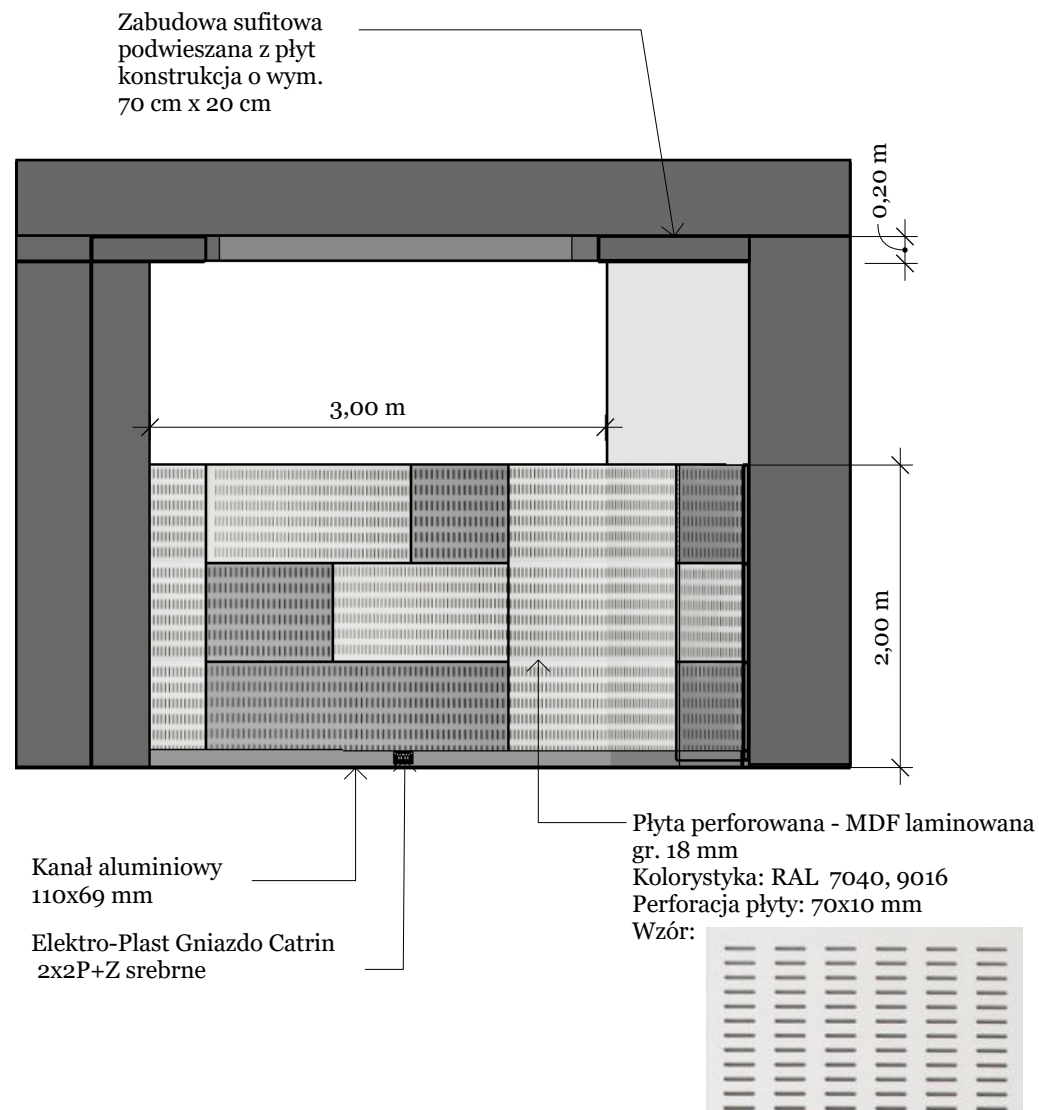 Zabudowa sufitowa
podwieszana z płyt
konstrukcja o wym.
70 cm x 20 cm
0,20 m
3,00 m
2,00 m
Płyta perforowana - MDF laminowana
gr. 18 mm
Kolorystyka: RAL 7040, 9016
Perforacja płyty: 70x10 mm
Wzór:
Kanał aluminiowy
110x69 mm
Elektro-Plast Gniazdo Catrin
2x2P+Z srebrne